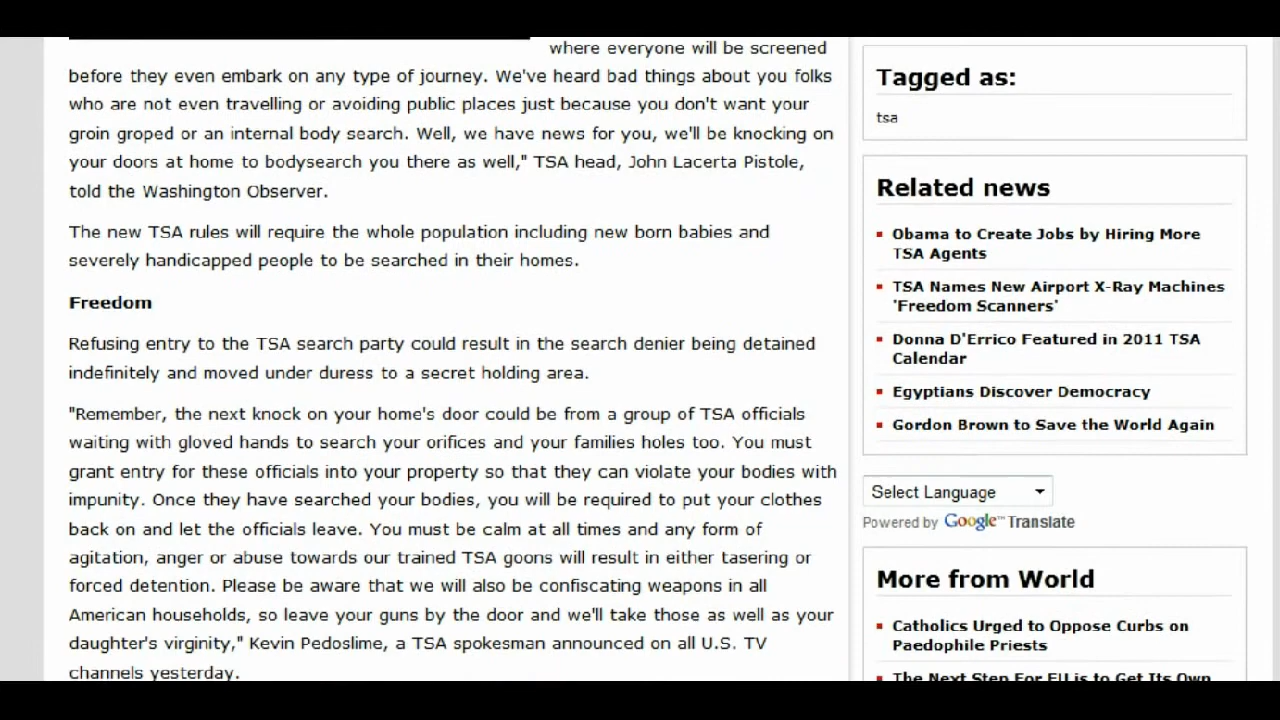 where everyone will be screened
before they even embark on any type of journey. We've heard bad things about you folks
who are not even travelling or avoiding public places just because you don't want your
groin groped or an internal body search. Well, we have news for you, we'll be knocking on
your doors at home to bodysearch you there as well," TSA head, John Lacerta Pistole,
told the Washington Observer.
The new TSA rules will require the whole population including new born babies and
severely handicapped people to be searched in their homes.
Freedom
Refusing entry to the TSA search party could result in the search denier being detained
indefinitely and moved under duress to a secret holding area.
"Remember, the next knock on your home's door could be from a group of TSA officials
waiting with gloved hands to search your orifices and your families holes too. You must
grant entry for these officials into your property so that they can violate your bodies with
impunity. Once they have searched your bodies, you will be required to put your clothes
back on and let the officials leave. You must be calm at all times and any form of
agitation, anger or abuse towards our trained TSA goons will result in either tasering or
forced detention. Please be aware that we will also be confiscating weapons in all
American households, so leave your guns by the door and we'll take those as well as your
daughter's virginity," Kevin Pedoslime, a TSA spokesman announced on all U.S. TV
channels yesterday.
Tagged as:
tsa
Related news
Obama to Create Jobs by Hiring More
TSA Agents
TSA Names New Airport X-Ray Machines
'Freedom Scanners'
Donna D'Errico Featured in 2011 TSA
Calendar
Egyptians Discover Democracy
Gordon Brown to Save the World Again
Select Language
Powered by Google™ Translate
More from World
Catholics Urged to Oppose Curbs on
Paedophile Priests
The Next Step For EU is to Get Its Own